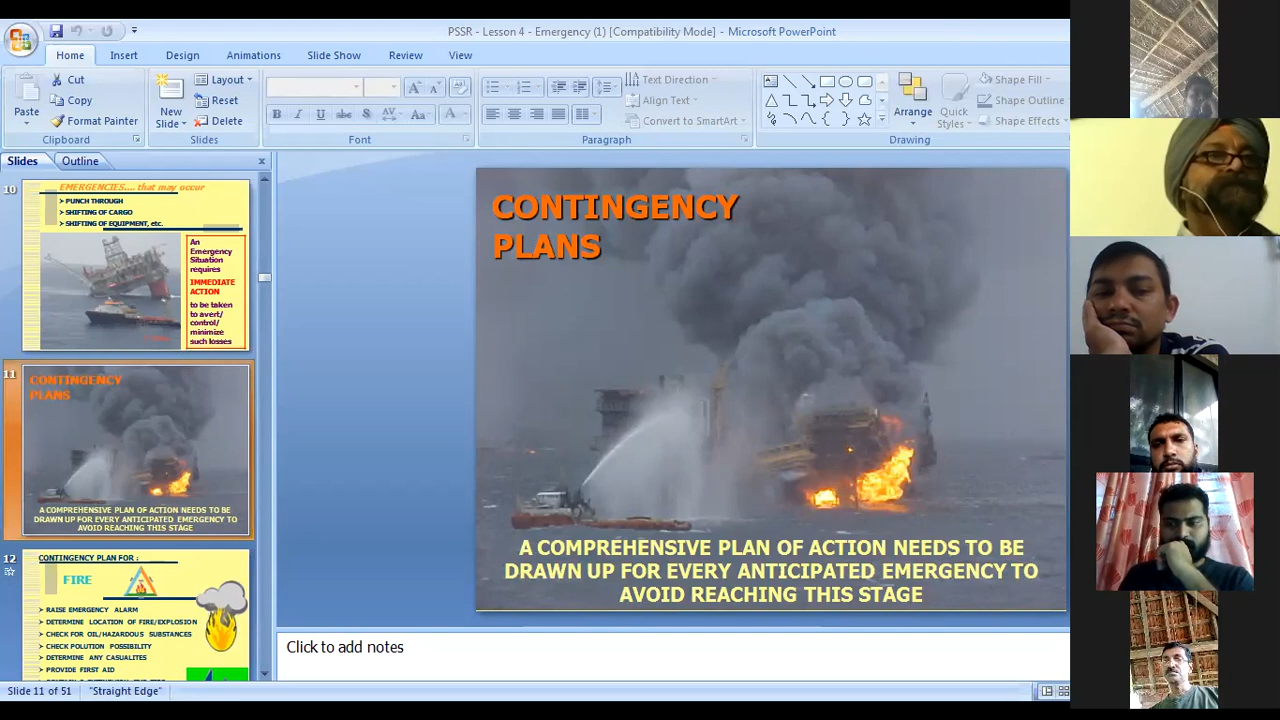 PSSR - Lesson 4 - Emergency (1) [Compatibility Mode] - Microsoft PowerPoint
Home Insert Design Slide Show Animations Review View
Paste
Cut
Copy
Format Painter
Clipboard
New Slide
Layout
Reset
Delete
Slides
B I U abc S AV Aa A
Font
Text Direction
Align Text
Convert to SmartArt
Paragraph
Arrange
Quick Styles
Shape Fill
Shape Outline
Shape Effects
Drawing
Slides Outline
10
EMERGENCIES.... that may occur
PUNCH THROUGH
SHIFTING OF CARGO
SHIFTING OF EQUIPMENT, etc.
An
Emergency
Situation
requires
IMMEDIATE
ACTION
to be taken
to avert/
control/
minimize
such losses
11
CONTINGENCY
PLANS
A COMPREHENSIVE PLAN OF ACTION NEEDS TO BE
DRAWN UP FOR EVERY ANTICIPATED EMERGENCY TO
AVOID REACHING THIS STAGE
12
CONTINGENCY PLAN FOR :
FIRE
RAISE EMERGENCY ALARM
DETERMINE LOCATION OF FIRE/EXPLOSION
CHECK FOR OIL/HAZARDOUS SUBSTANCES
CHECK POLUTION POSSIBILITY
DETERMINE ANY CASUALITES
PROVIDE FIRST AID
CONTINGENCY
PLANS
A COMPREHENSIVE PLAN OF ACTION NEEDS TO BE
DRAWN UP FOR EVERY ANTICIPATED EMERGENCY TO
AVOID REACHING THIS STAGE
Click to add notes
Slide 11 of 51 "Straight Edge"